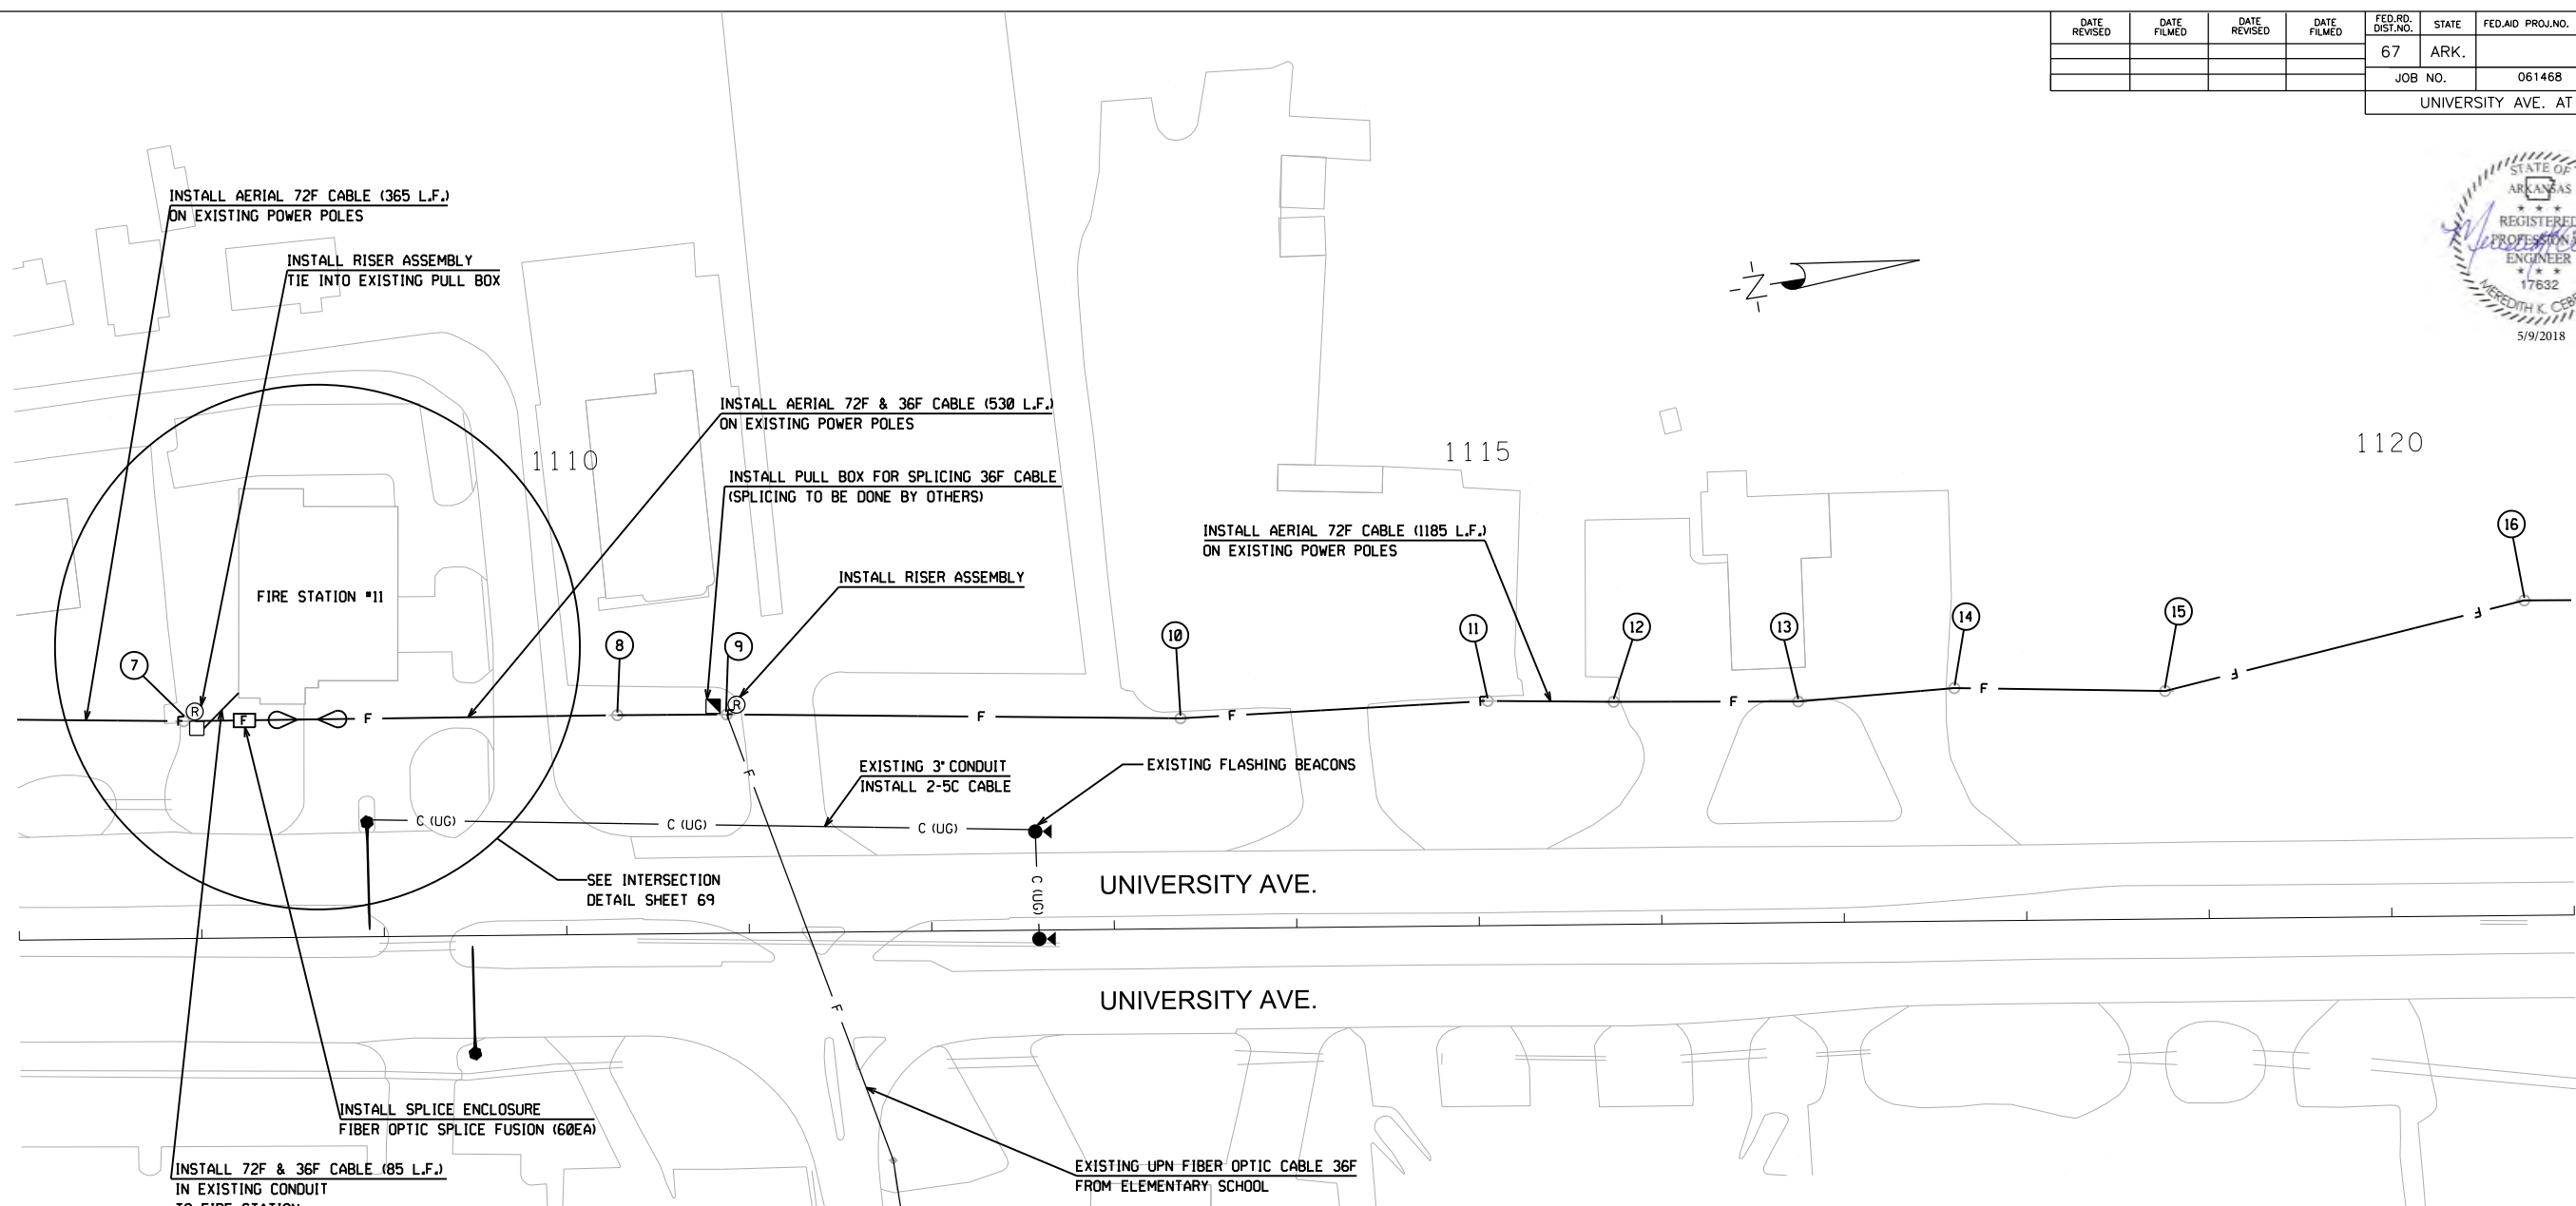 DATE REVISED
DATE FILMED
DATE REVISED
DATE FILMED
FED.RD. DIST.NO.
STATE
FED.AID PROJ.NO.
67
ARK.
JOB NO.
061468
UNIVERSITY AVE. AT
STATE OF
ARKANSAS
REGISTERED
ENGINEER
17632
MEREDITH K.
5/9/2018
INSTALL AERIAL 72F CABLE (365 L.F.)
ON EXISTING POWER POLES
INSTALL RISER ASSEMBLY
TIE INTO EXISTING PULL BOX
-N-
INSTALL AERIAL 72F & 36F CABLE (530 L.F.)
ON EXISTING POWER POLES
1110
1115
1120
INSTALL PULL BOX FOR SPLICING 36F CABLE
(SPLICING TO BE DONE BY OTHERS)
INSTALL AERIAL 72F CABLE (1185 L.F.)
ON EXISTING POWER POLES
INSTALL RISER ASSEMBLY
FIRE STATION #11
7
8
9
10
11
12
13
14
15
16
R
R
F
F
F
F
F
F
F
F
F
F
F
F
EXISTING 3" CONDUIT
INSTALL 2-5C CABLE
EXISTING FLASHING BEACONS
C (UG)
C (UG)
C (UG)
C (UG)
SEE INTERSECTION
DETAIL SHEET 69
UNIVERSITY AVE.
UNIVERSITY AVE.
INSTALL SPLICE ENCLOSURE
FIBER OPTIC SPLICE FUSION (60EA)
INSTALL 72F & 36F CABLE (85 L.F.)
IN EXISTING CONDUIT
TO FIRE STATION
EXISTING UPN FIBER OPTIC CABLE 36F
FROM ELEMENTARY SCHOOL